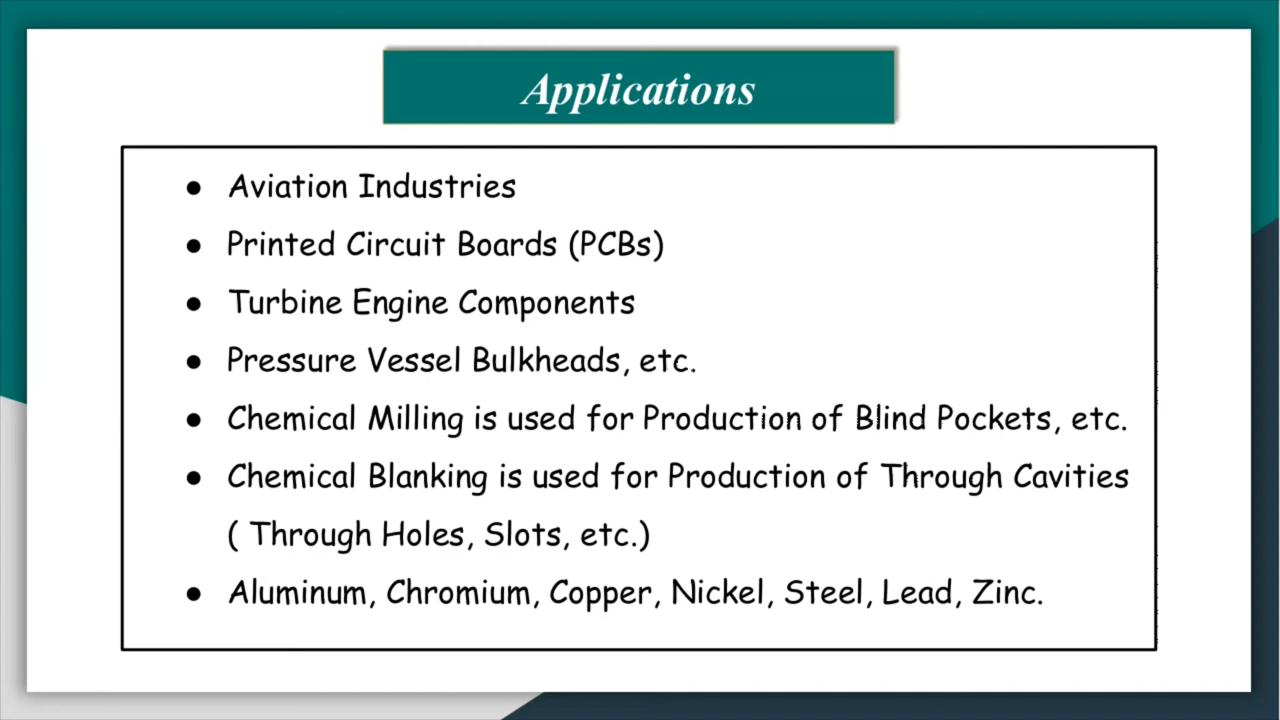 Applications
● Aviation Industries
● Printed Circuit Boards (PCBs)
● Turbine Engine Components
● Pressure Vessel Bulkheads, etc.
● Chemical Milling is used for Production of Blind Pockets, etc.
● Chemical Blanking is used for Production of Through Cavities
( Through Holes, Slots, etc.)
● Aluminum, Chromium, Copper, Nickel, Steel, Lead, Zinc.